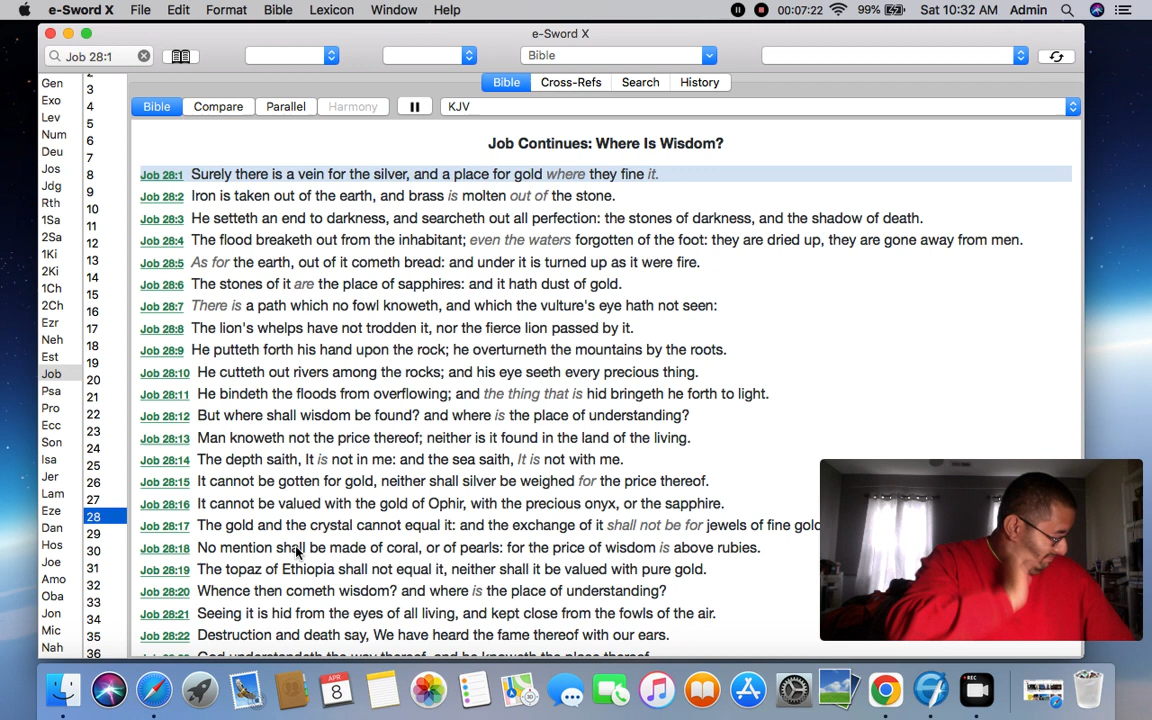 e-Sword X File Edit Format Bible Lexicon Window Help 00:07:22 99% Sat 10:32 AM Admin
e-Sword X
Job 28:1 Bible
Bible Cross-Refs Search History
Bible Compare Parallel Harmony KJV
Gen
Exo
Lev
Num
Deu
Jos
Jdg
Rth
1Sa
2Sa
1Ki
2Ki
1Ch
2Ch
Ezr
Neh
Est
Job
Psa
Pro
Ecc
Son
Isa
Jer
Lam
Eze
Dan
Hos
Joe
Amo
Oba
Jon
Mic
Nah
3
4
5
6
7
8
9
10
11
12
13
14
15
16
17
18
19
20
21
22
23
24
25
26
27
28
29
30
31
32
33
34
35
36
Job Continues: Where Is Wisdom?
Job 28:1 Surely there is a vein for the silver, and a place for gold where they fine it.
Job 28:2 Iron is taken out of the earth, and brass is molten out of the stone.
Job 28:3 He setteth an end to darkness, and searcheth out all perfection: the stones of darkness, and the shadow of death.
Job 28:4 The flood breaketh out from the inhabitant; even the waters forgotten of the foot: they are dried up, they are gone away from men.
Job 28:5 As for the earth, out of it cometh bread: and under it is turned up as it were fire.
Job 28:6 The stones of it are the place of sapphires: and it hath dust of gold.
Job 28:7 There is a path which no fowl knoweth, and which the vulture's eye hath not seen:
Job 28:8 The lion's whelps have not trodden it, nor the fierce lion passed by it.
Job 28:9 He putteth forth his hand upon the rock; he overturneth the mountains by the roots.
Job 28:10 He cutteth out rivers among the rocks; and his eye seeth every precious thing.
Job 28:11 He bindeth the floods from overflowing; and the thing that is hid bringeth he forth to light.
Job 28:12 But where shall wisdom be found? and where is the place of understanding?
Job 28:13 Man knoweth not the price thereof; neither is it found in the land of the living.
Job 28:14 The depth saith, It is not in me: and the sea saith, It is not with me.
Job 28:15 It cannot be gotten for gold, neither shall silver be weighed for the price thereof.
Job 28:16 It cannot be valued with the gold of Ophir, with the precious onyx, or the sapphire.
Job 28:17 The gold and the crystal cannot equal it: and the exchange of it shall not be for jewels of fine gold
Job 28:18 No mention shall be made of coral, or of pearls: for the price of wisdom is above rubies.
Job 28:19 The topaz of Ethiopia shall not equal it, neither shall it be valued with pure gold.
Job 28:20 Whence then cometh wisdom? and where is the place of understanding?
Job 28:21 Seeing it is hid from the eyes of all living, and kept close from the fowls of the air.
Job 28:22 Destruction and death say, We have heard the fame thereof with our ears.
God understandeth the way thereof, and he knoweth the place thereof.
APR
8
REC